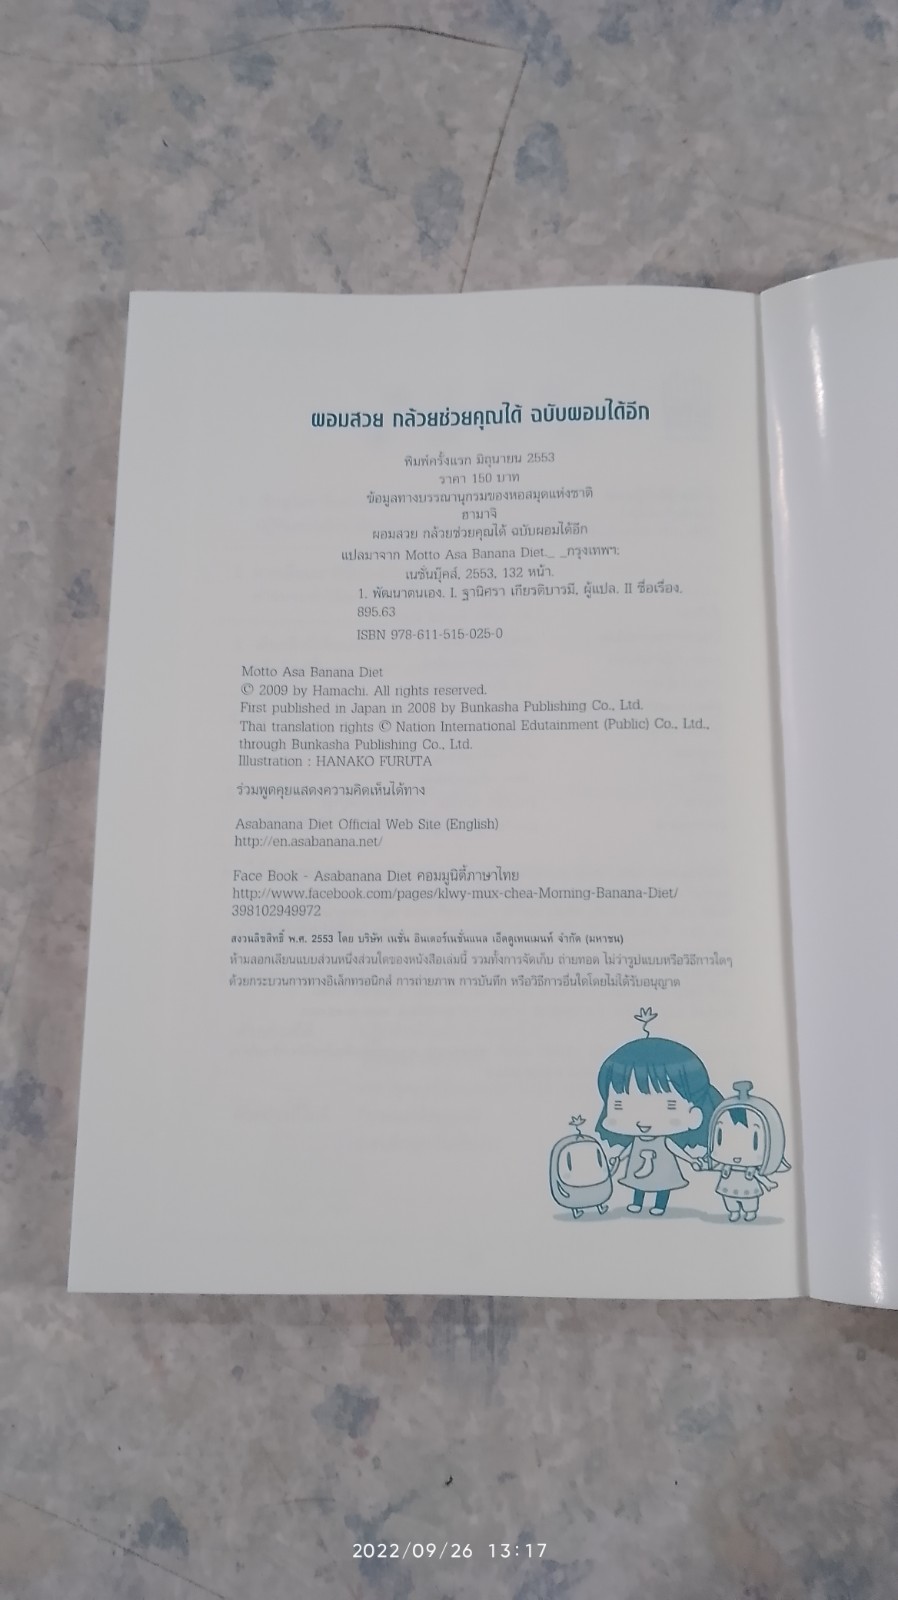 ผอมสวย กล้วยช่วยคุณได้ ฉบับผอมได้อีก
พิมพ์ครั้งแรก มิถุนายน 2553
ราคา 150 บาท
ข้อมูลทางบรรณานุกรมของหอสมุดแห่งชาติ
ฮามาจิ
ผอมสวย กล้วยช่วยคุณได้ ฉบับผอมได้อีก
แปลมาจาก Motto Asa Banana Diet._ _กรุงเทพฯ:
เนชั่นบุ๊คส์, 2553, 132 หน้า.
1. พัฒนาตนเอง. I. ฐานิศรา เกียรติบารมี, ผู้แปล. II ชื่อเรื่อง.
895.63
ISBN 978-611-515-025-0
Motto Asa Banana Diet
© 2009 by Hamachi. All rights reserved.
First published in Japan in 2008 by Bunkasha Publishing Co., Ltd.
Thai translation rights © Nation International Edutainment (Public) Co., Ltd.,
through Bunkasha Publishing Co., Ltd.
Illustration : HANAKO FURUTA
ร่วมพูดคุยแสดงความคิดเห็นได้ทาง
Asabanana Diet Official Web Site (English)
http://en.asabanana.net/
Face Book - Asabanana Diet คอมมูนิตี้ภาษาไทย
http://www.facebook.com/pages/klwy-mux-chea-Morning-Banana-Diet/
398102949972
สงวนลิขสิทธิ์ พ.ศ. 2553 โดย บริษัท เนชั่น อินเตอร์เนชั่นแนล เอ็ดดูเทนเมนท์ จำกัด (มหาชน)
ห้ามลอกเลียนแบบส่วนหนึ่งส่วนใดของหนังสือเล่มนี้ รวมทั้งการจัดเก็บ ถ่ายทอด ไม่ว่ารูปแบบหรือวิธีการใดๆ
ด้วยกระบวนการทางอิเล็กทรอนิกส์ การถ่ายภาพ การบันทึก หรือวิธีการอื่นใดโดยไม่ได้รับอนุญาต
2022/09/26 13:17